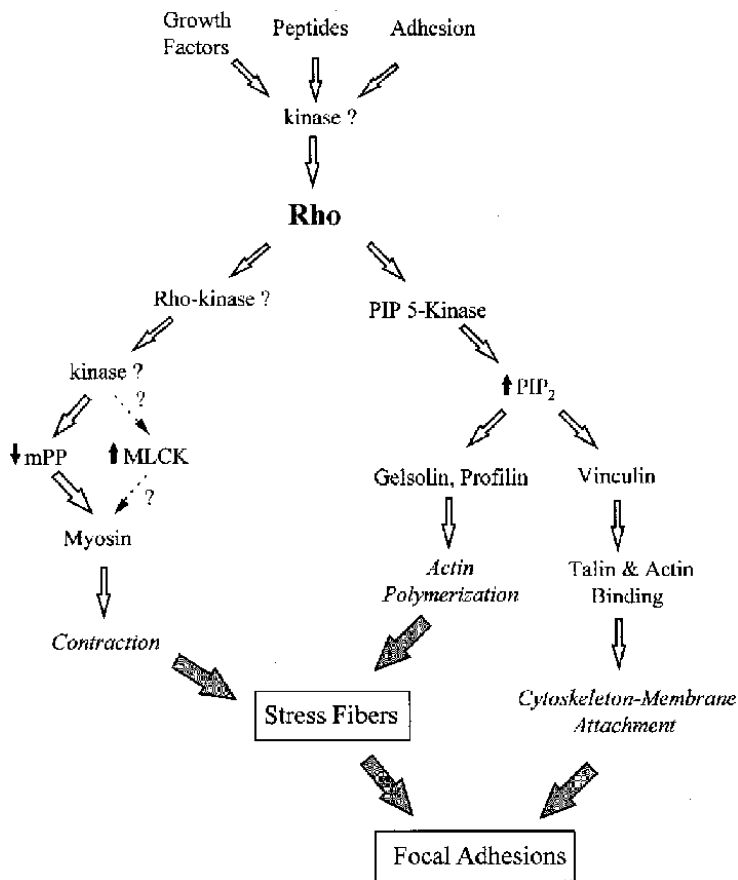 Growth
Factors
Peptides
Adhesion
kinase ?
Rho
Rho-kinase ?
PIP 5-Kinase
kinase ?
?
PIP2
mPP
MLCK
Gelsolin, Profilin
Vinculin
?
Myosin
Actin
Polymerization
Talin & Actin
Binding
Contraction
Stress Fibers
Cytoskeleton-Membrane
Attachment
Focal Adhesions